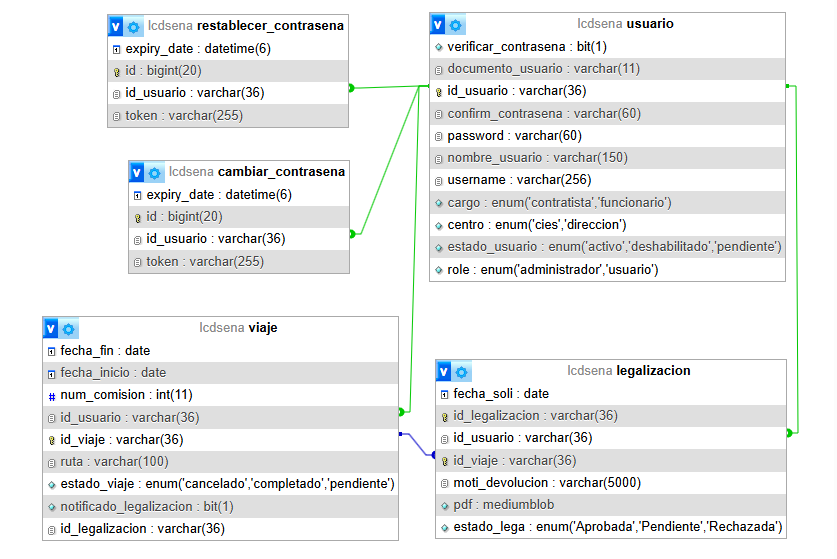 lcdsena restablecer_contrasena
expiry_date : datetime(6)
id : bigint(20)
id_usuario : varchar(36)
token : varchar(255)
lcdsena cambiar_contrasena
expiry_date : datetime(6)
id : bigint(20)
id_usuario : varchar(36)
token : varchar(255)
lcdsena viaje
fecha_fin : date
fecha_inicio : date
# num_comision : int(11)
id_usuario : varchar(36)
id_viaje : varchar(36)
ruta : varchar(100)
estado_viaje : enum('cancelado','completado','pendiente')
notificado_legalizacion : bit(1)
id_legalizacion : varchar(36)
lcdsena usuario
verificar_contrasena : bit(1)
documento_usuario : varchar(11)
id_usuario : varchar(36)
confirm_contrasena : varchar(60)
password : varchar(60)
nombre_usuario : varchar(150)
username : varchar(256)
cargo : enum('contratista','funcionario')
centro : enum('cies','direccion')
estado_usuario : enum('activo','deshabilitado','pendiente')
role : enum('administrador','usuario')
lcdsena legalizacion
fecha_soli : date
id_legalizacion : varchar(36)
id_usuario : varchar(36)
id_viaje : varchar(36)
moti_devolucion : varchar(5000)
pdf : mediumblob
estado_lega : enum('Aprobada','Pendiente','Rechazada')